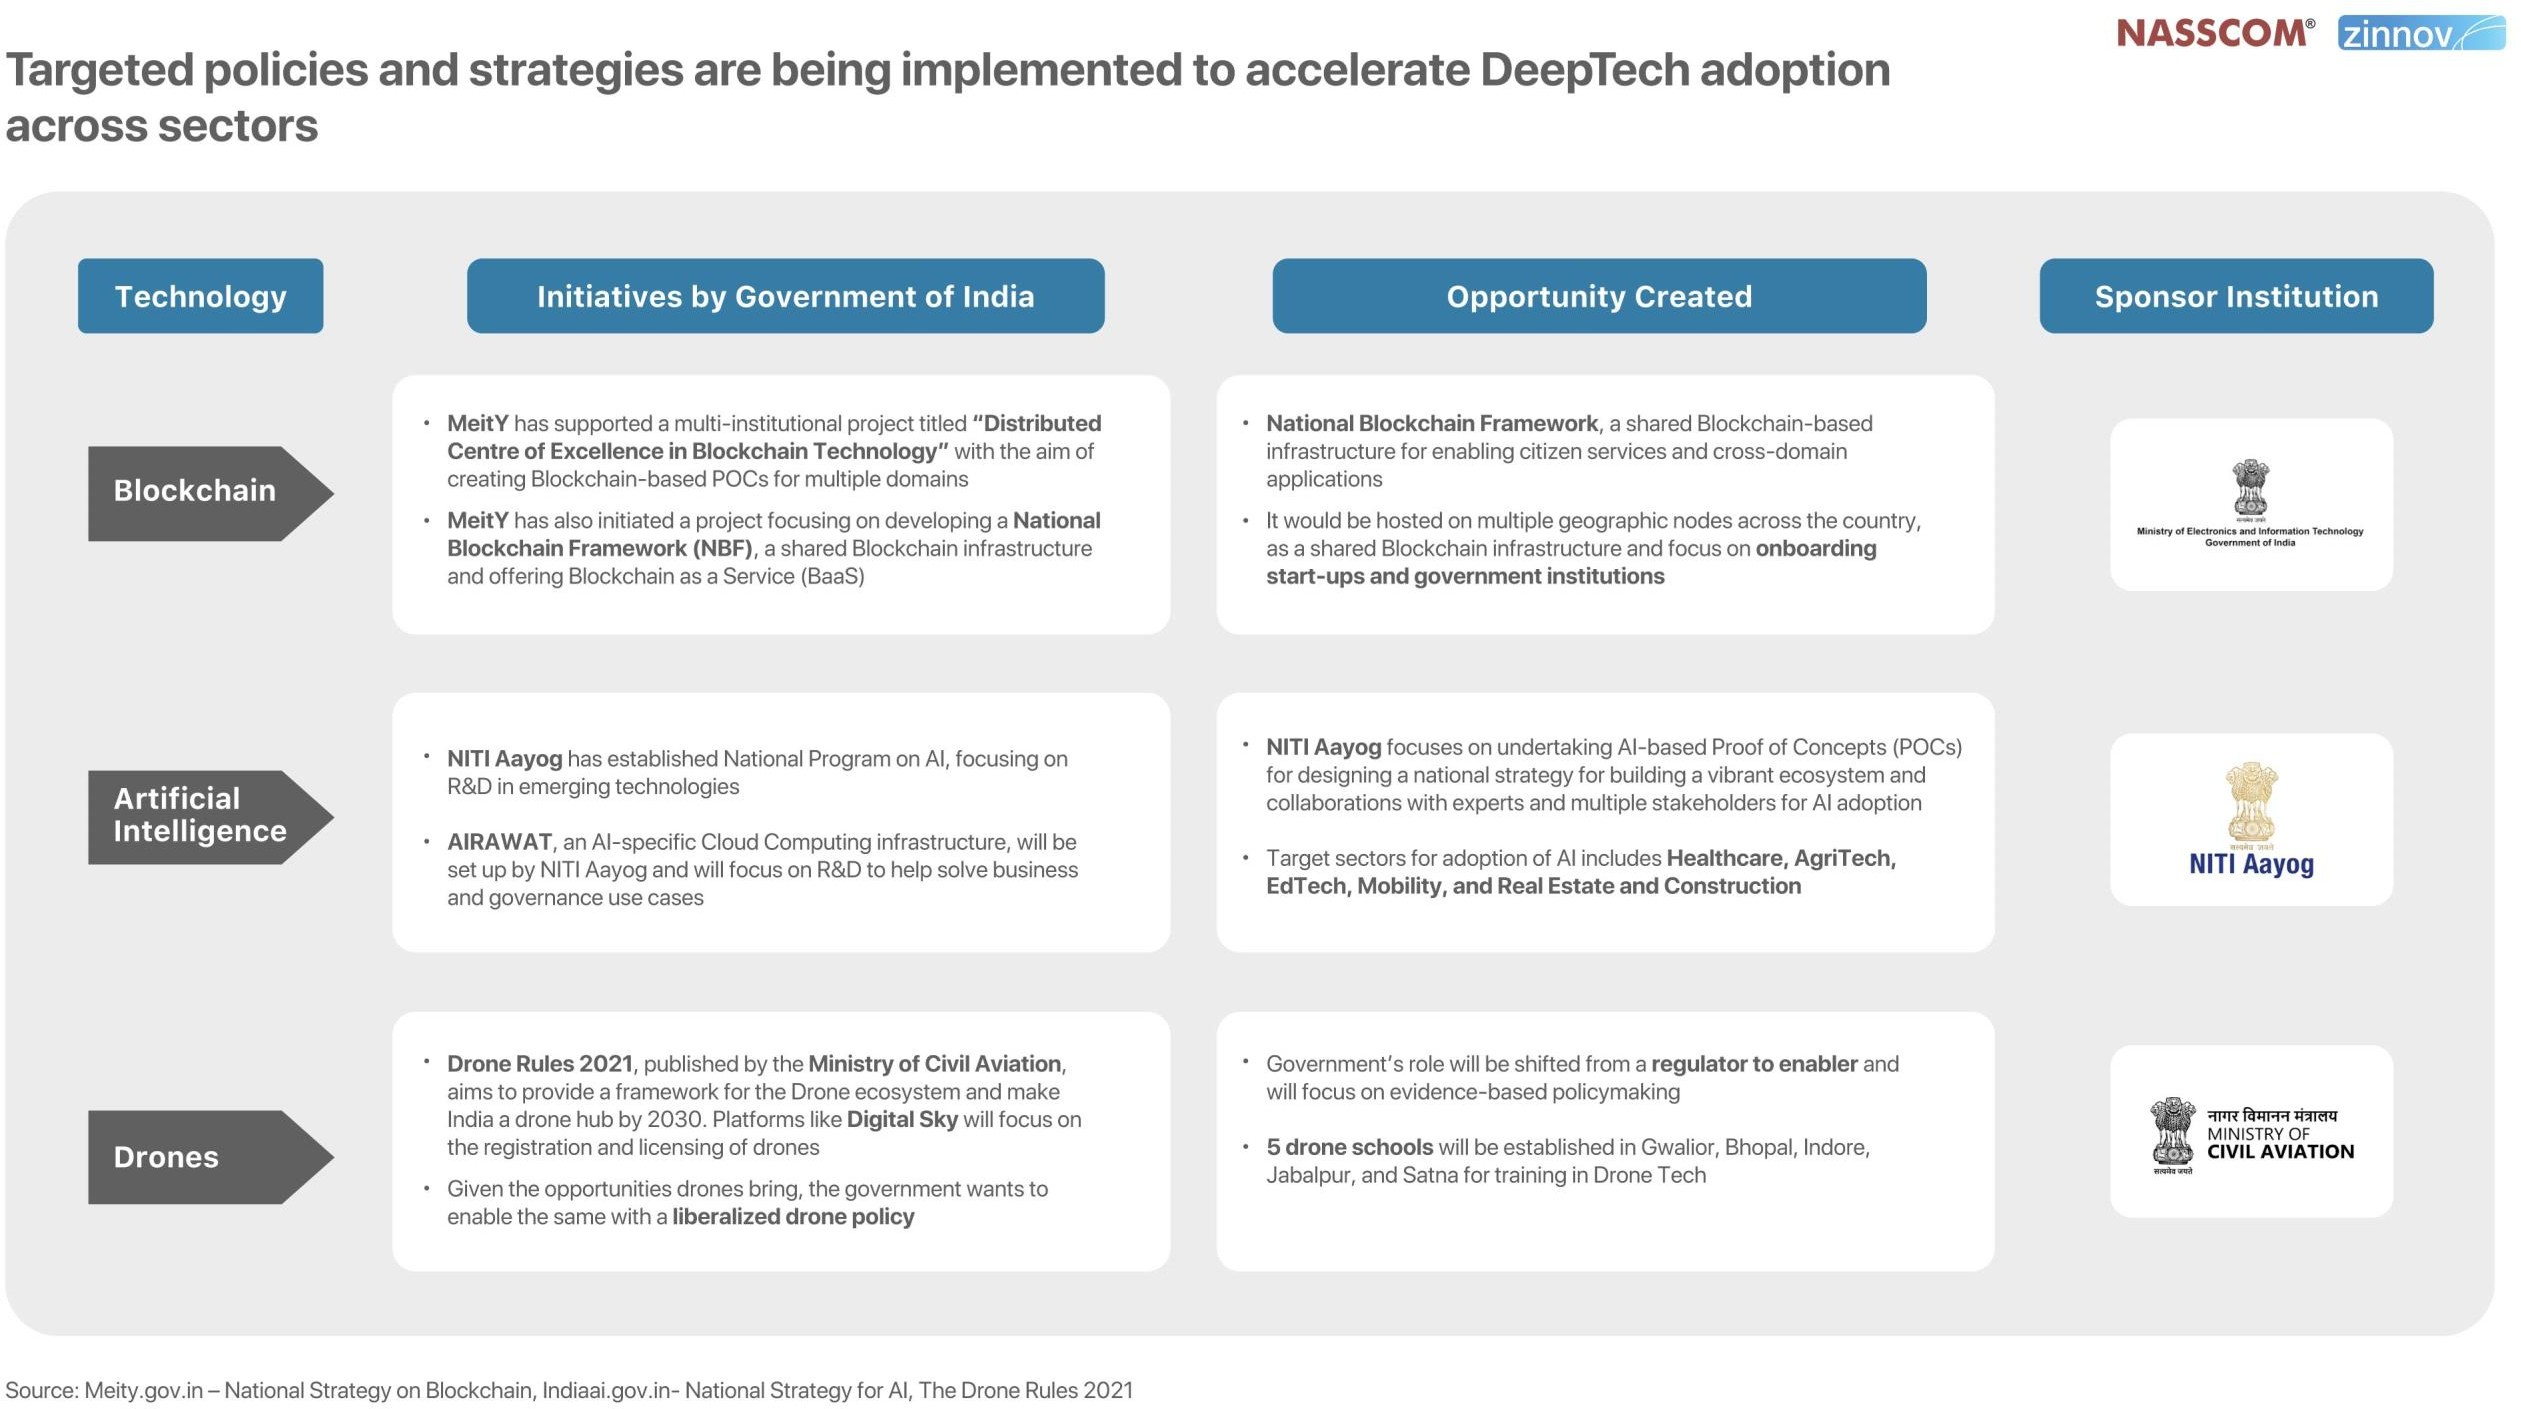 NASSCOM®
zinnov
Targeted policies and strategies are being implemented to accelerate DeepTech adoption
across sectors
Technology
Initiatives by Government of India
Opportunity Created
Sponsor Institution
Blockchain
• MeitY has supported a multi-institutional project titled “Distributed
Centre of Excellence in Blockchain Technology” with the aim of
creating Blockchain-based POCs for multiple domains
• MeitY has also initiated a project focusing on developing a National
Blockchain Framework (NBF), a shared Blockchain infrastructure
and offering Blockchain as a Service (BaaS)
• National Blockchain Framework, a shared Blockchain-based
infrastructure for enabling citizen services and cross-domain
applications
• It would be hosted on multiple geographic nodes across the country,
as a shared Blockchain infrastructure and focus on onboarding
start-ups and government institutions
सत्यमेव जयते
Ministry of Electronics and Information Technology
Government of India
Artificial
Intelligence
• NITI Aayog has established National Program on AI, focusing on
R&D in emerging technologies
• AIRAWAT, an AI-specific Cloud Computing infrastructure, will be
set up by NITI Aayog and will focus on R&D to help solve business
and governance use cases
• NITI Aayog focuses on undertaking AI-based Proof of Concepts (POCs)
for designing a national strategy for building a vibrant ecosystem and
collaborations with experts and multiple stakeholders for AI adoption
• Target sectors for adoption of AI includes Healthcare, AgriTech,
EdTech, Mobility, and Real Estate and Construction
सत्यमेव जयते
NITI Aayog
Drones
• Drone Rules 2021, published by the Ministry of Civil Aviation,
aims to provide a framework for the Drone ecosystem and make
India a drone hub by 2030. Platforms like Digital Sky will focus on
the registration and licensing of drones
• Given the opportunities drones bring, the government wants to
enable the same with a liberalized drone policy
• Government’s role will be shifted from a regulator to enabler and
will focus on evidence-based policymaking
• 5 drone schools will be established in Gwalior, Bhopal, Indore,
Jabalpur, and Satna for training in Drone Tech
सत्यमेव जयते
नागर विमानन मंत्रालय
MINISTRY OF
CIVIL AVIATION
Source: Meity.gov.in – National Strategy on Blockchain, Indiaai.gov.in- National Strategy for AI, The Drone Rules 2021